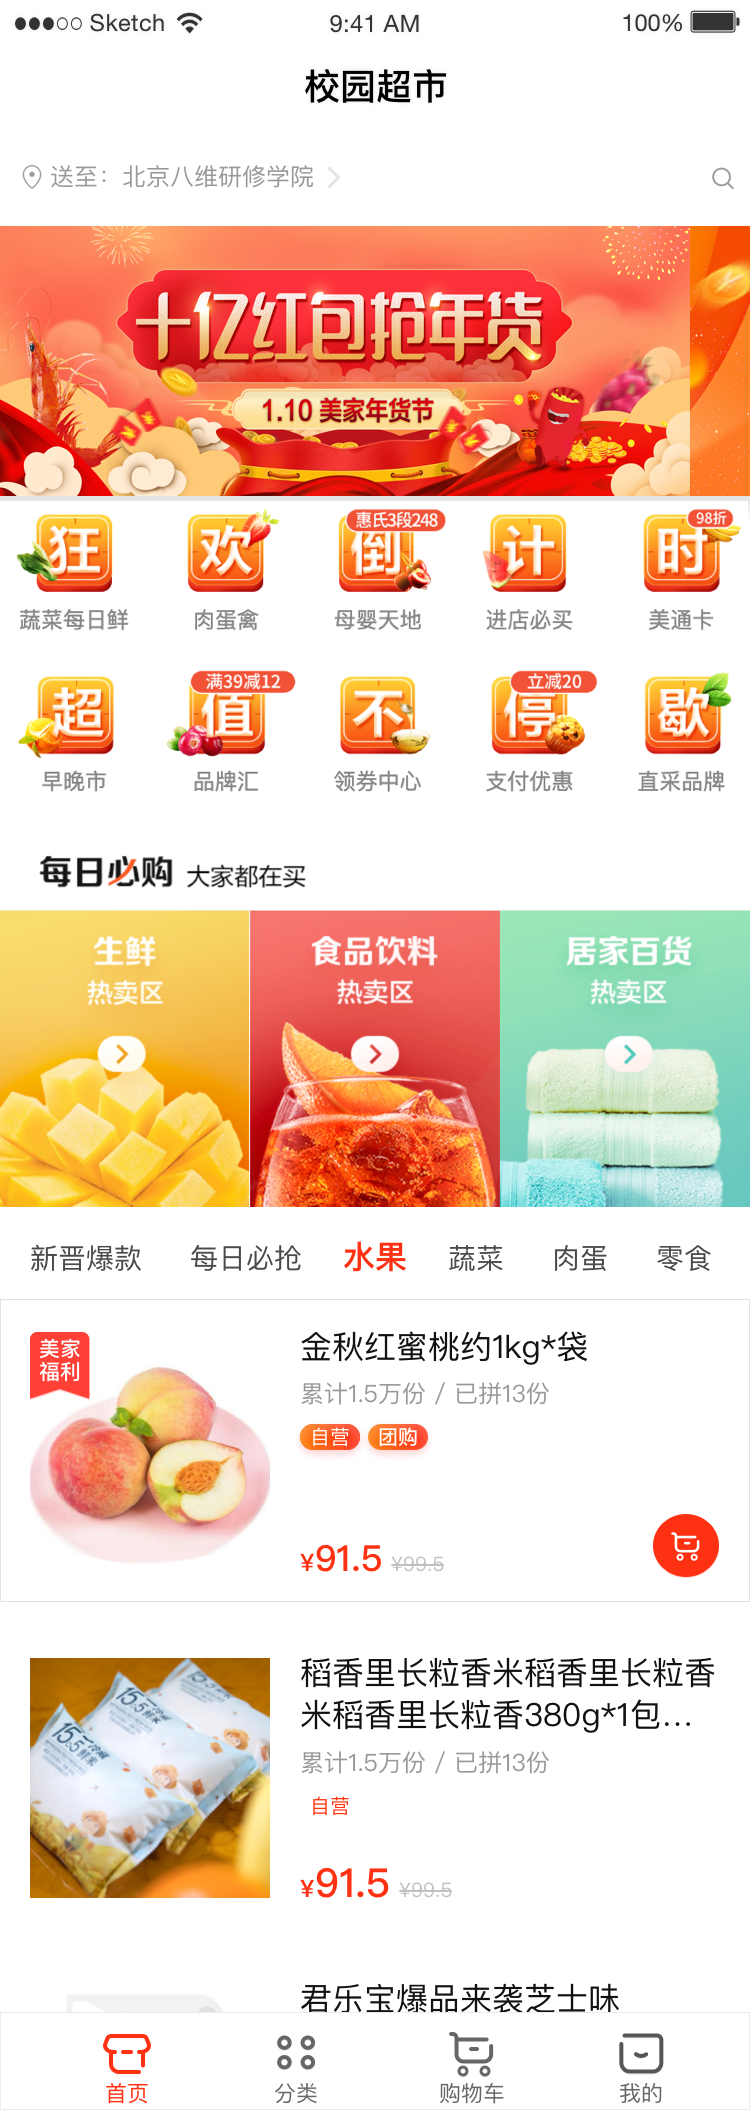 Sketch 9:41 AM 100%
校园超市
送至：北京八维研修学院
十亿红包抢年货
1.10 美家年货节
狂 欢 倒 计 时
惠氏3段248 98折
蔬菜每日鲜 肉蛋禽 母婴天地 进店必买 美通卡
满39减12 立减20
超 值 不 停 歇
早晚市 品牌汇 领券中心 支付优惠 直采品牌
每日必购 大家都在买
生鲜 食品饮料 居家百货
热卖区 热卖区 热卖区
新晋爆款 每日必抢 水果 蔬菜 肉蛋 零食
美家
福利
金秋红蜜桃约1kg*袋
累计1.5万份 / 已拼13份
自营 团购
¥91.5 ¥99.5
稻香里长粒香米稻香里长粒香
米稻香里长粒香380g*1包...
累计1.5万份 / 已拼13份
自营
¥91.5 ¥99.5
君乐宝爆品来袭芝士味
首页 分类 购物车 我的